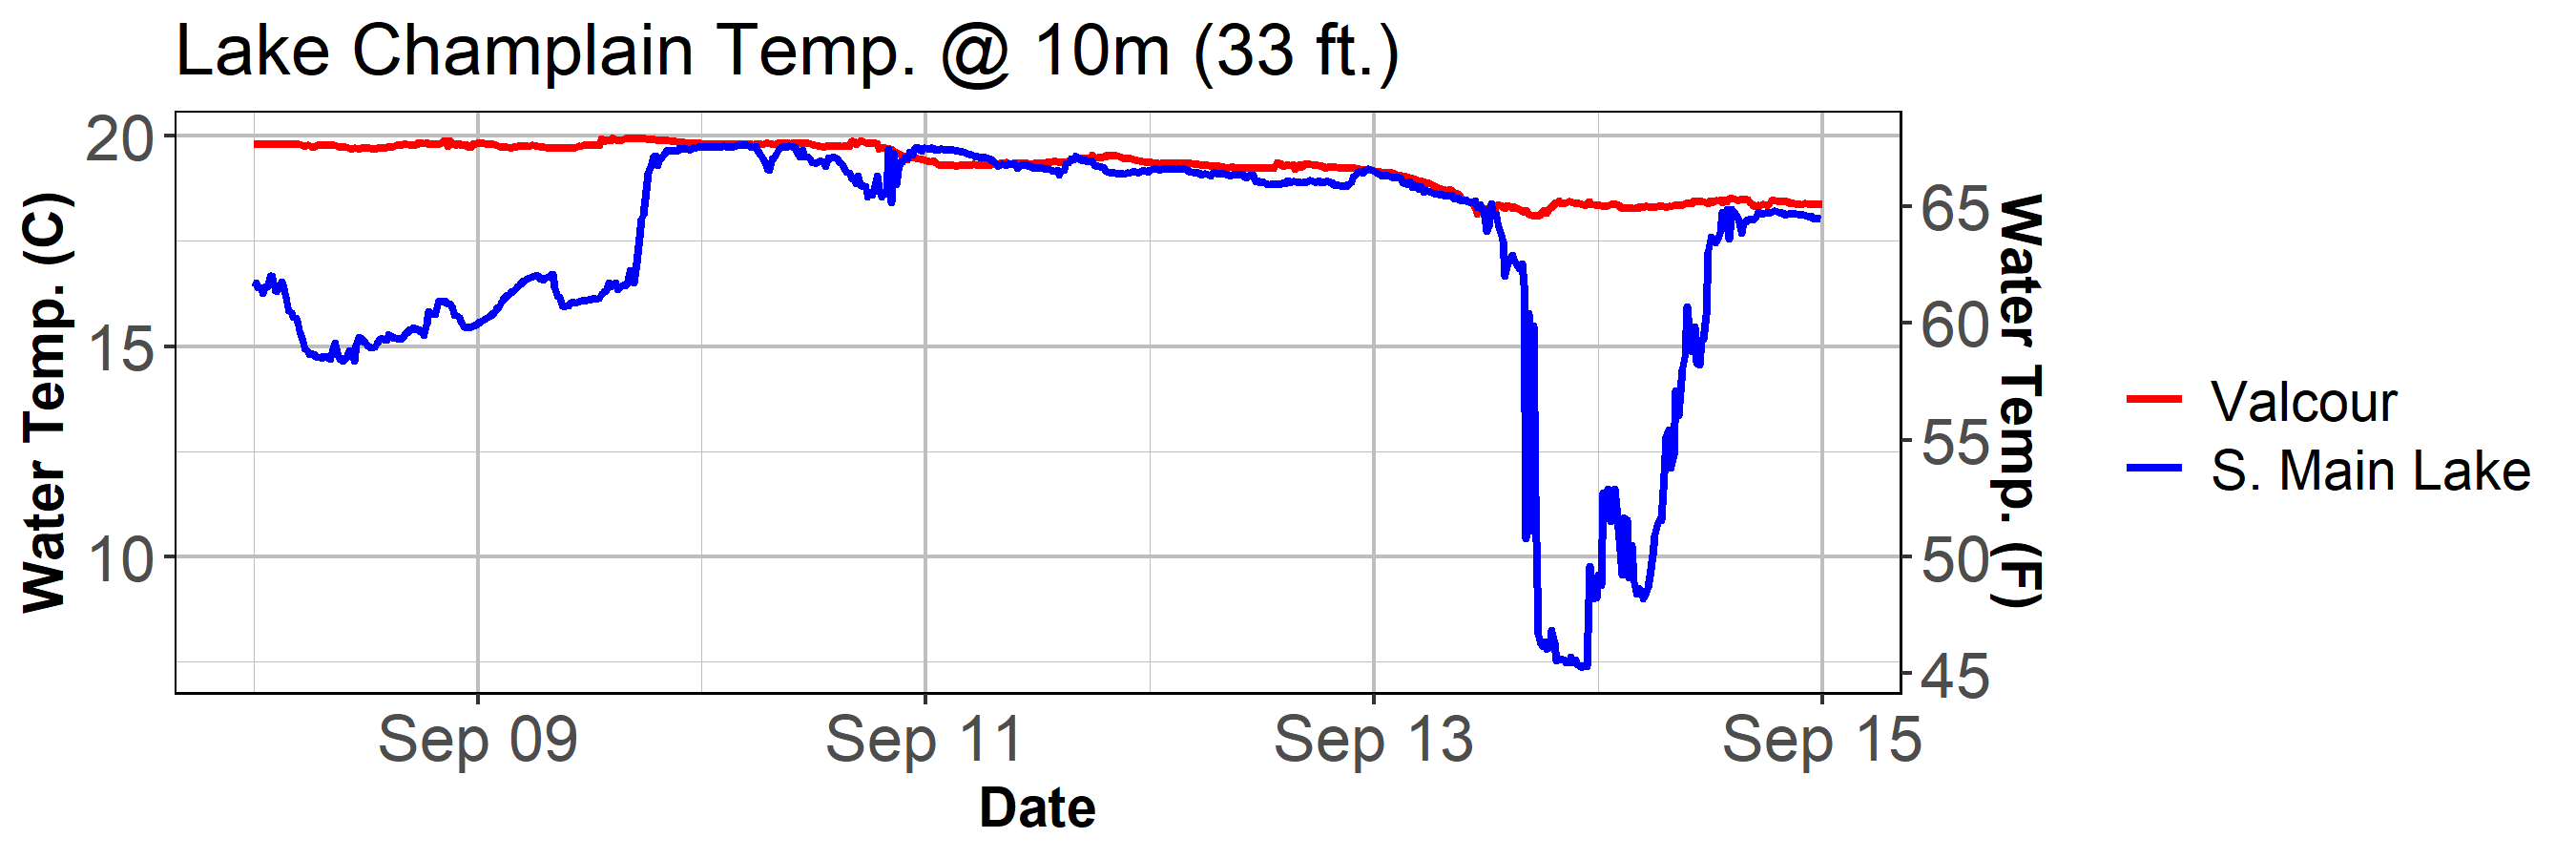 Lake Champlain Temp. @ 10m (33 ft.)
Water Temp. (C)
20
15
10
65
60
55
50
45
Water Temp. (F)
Sep 09
Sep 11
Sep 13
Sep 15
Date
Valcour
S. Main Lake